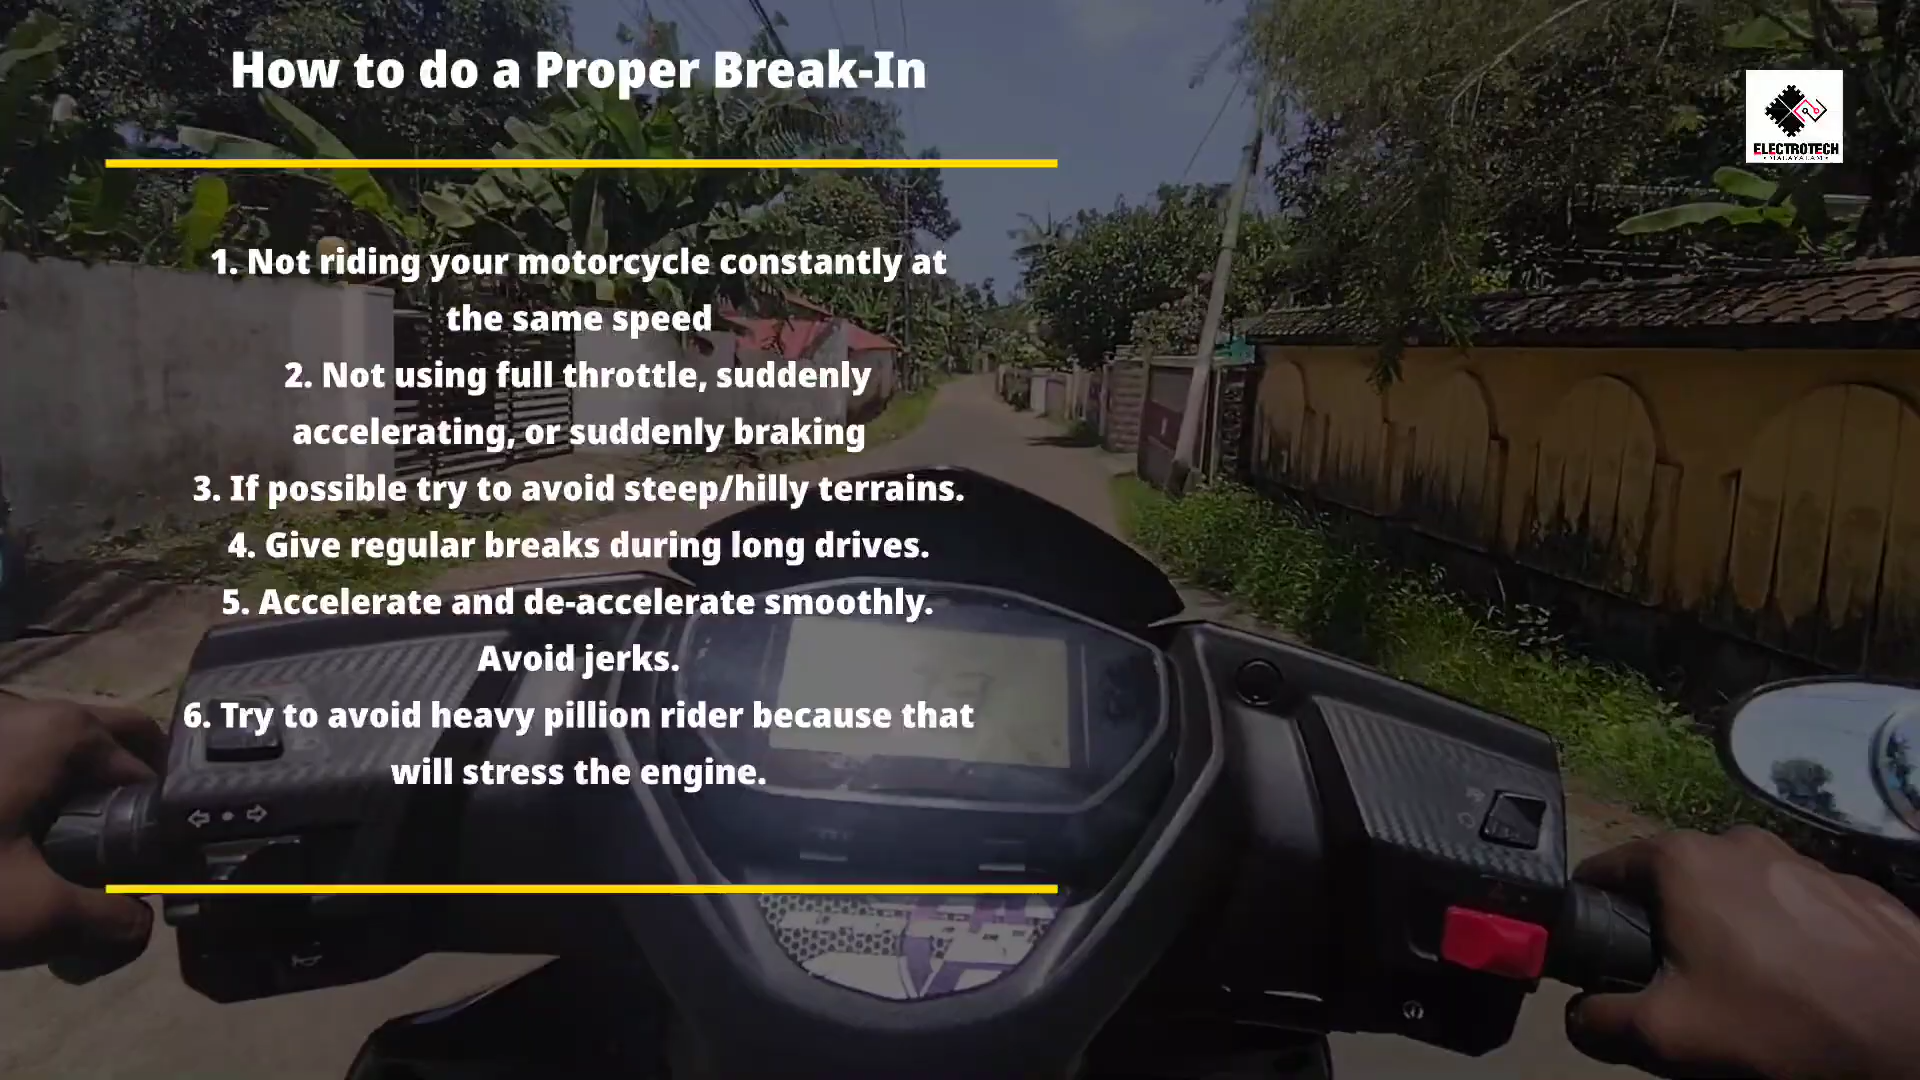 How to do a Proper Break-In
ELECTROTECH
MALAYALAM
1. Not riding your motorcycle constantly at
the same speed
2. Not using full throttle, suddenly
accelerating, or suddenly braking
3. If possible try to avoid steep/hilly terrains.
4. Give regular breaks during long drives.
5. Accelerate and de-accelerate smoothly.
Avoid jerks.
6. Try to avoid heavy pillion rider because that
will stress the engine.